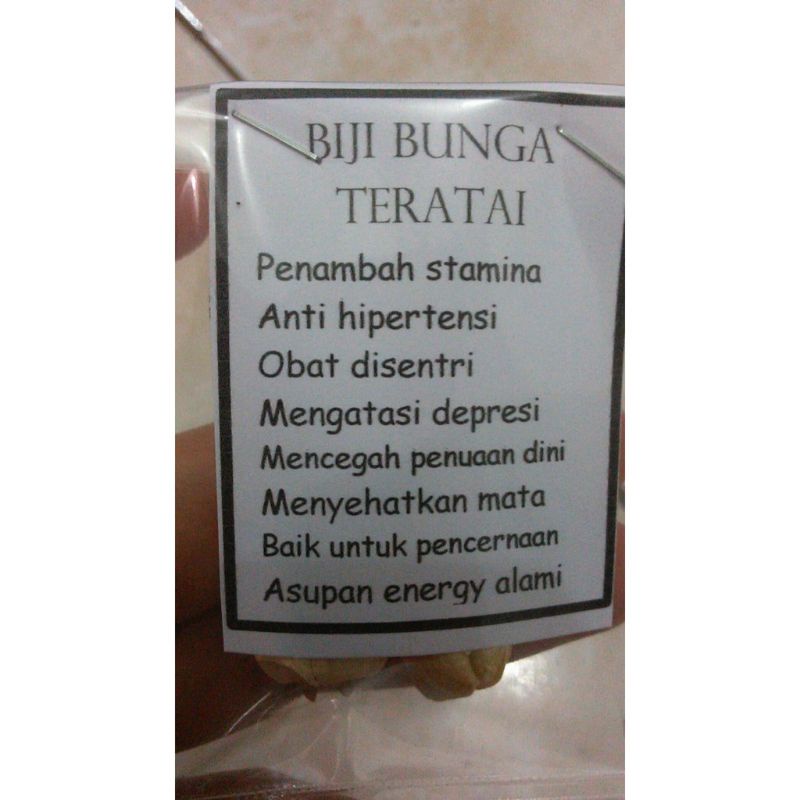 BIJI BUNGA
TERATAI
Penambah stamina
Anti hipertensi
Obat disentri
Mengatasi depresi
Mencegah penuaan dini
Menyehatkan mata
Baik untuk pencernaan
Asupan energy alami